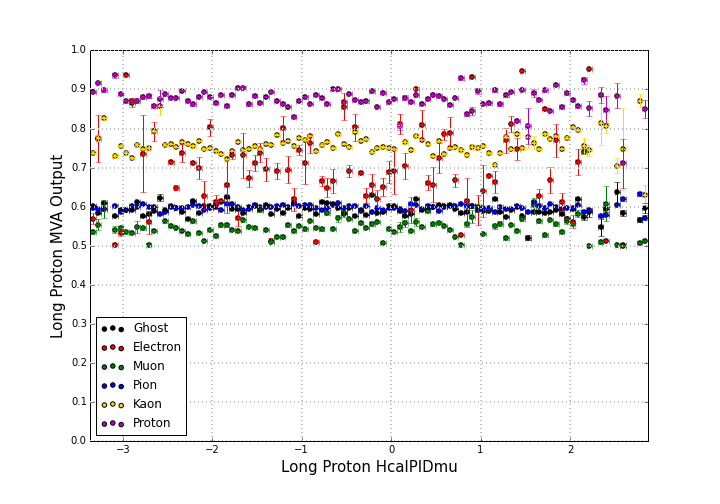 1.0
0.9
0.8
0.7
0.6
0.5
0.4
0.3
0.2
0.1
0.0
Long Proton MVA Output
Ghost
Electron
Muon
Pion
Kaon
Proton
−3 −2 −1 0 1 2
Long Proton HcalPIDmu